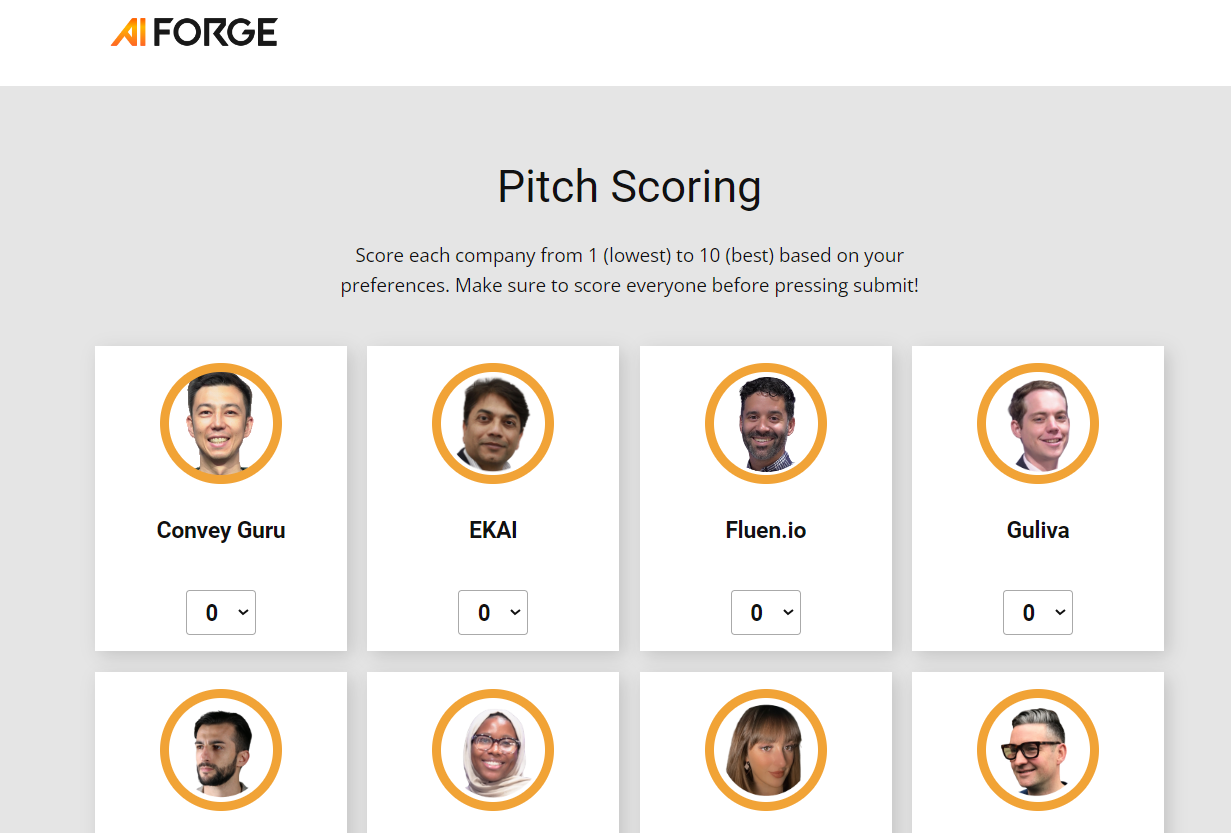 AI FORGE
Pitch Scoring
Score each company from 1 (lowest) to 10 (best) based on your
preferences. Make sure to score everyone before pressing submit!
Convey Guru
EKAI
Fluen.io
Guliva
0
0
0
0